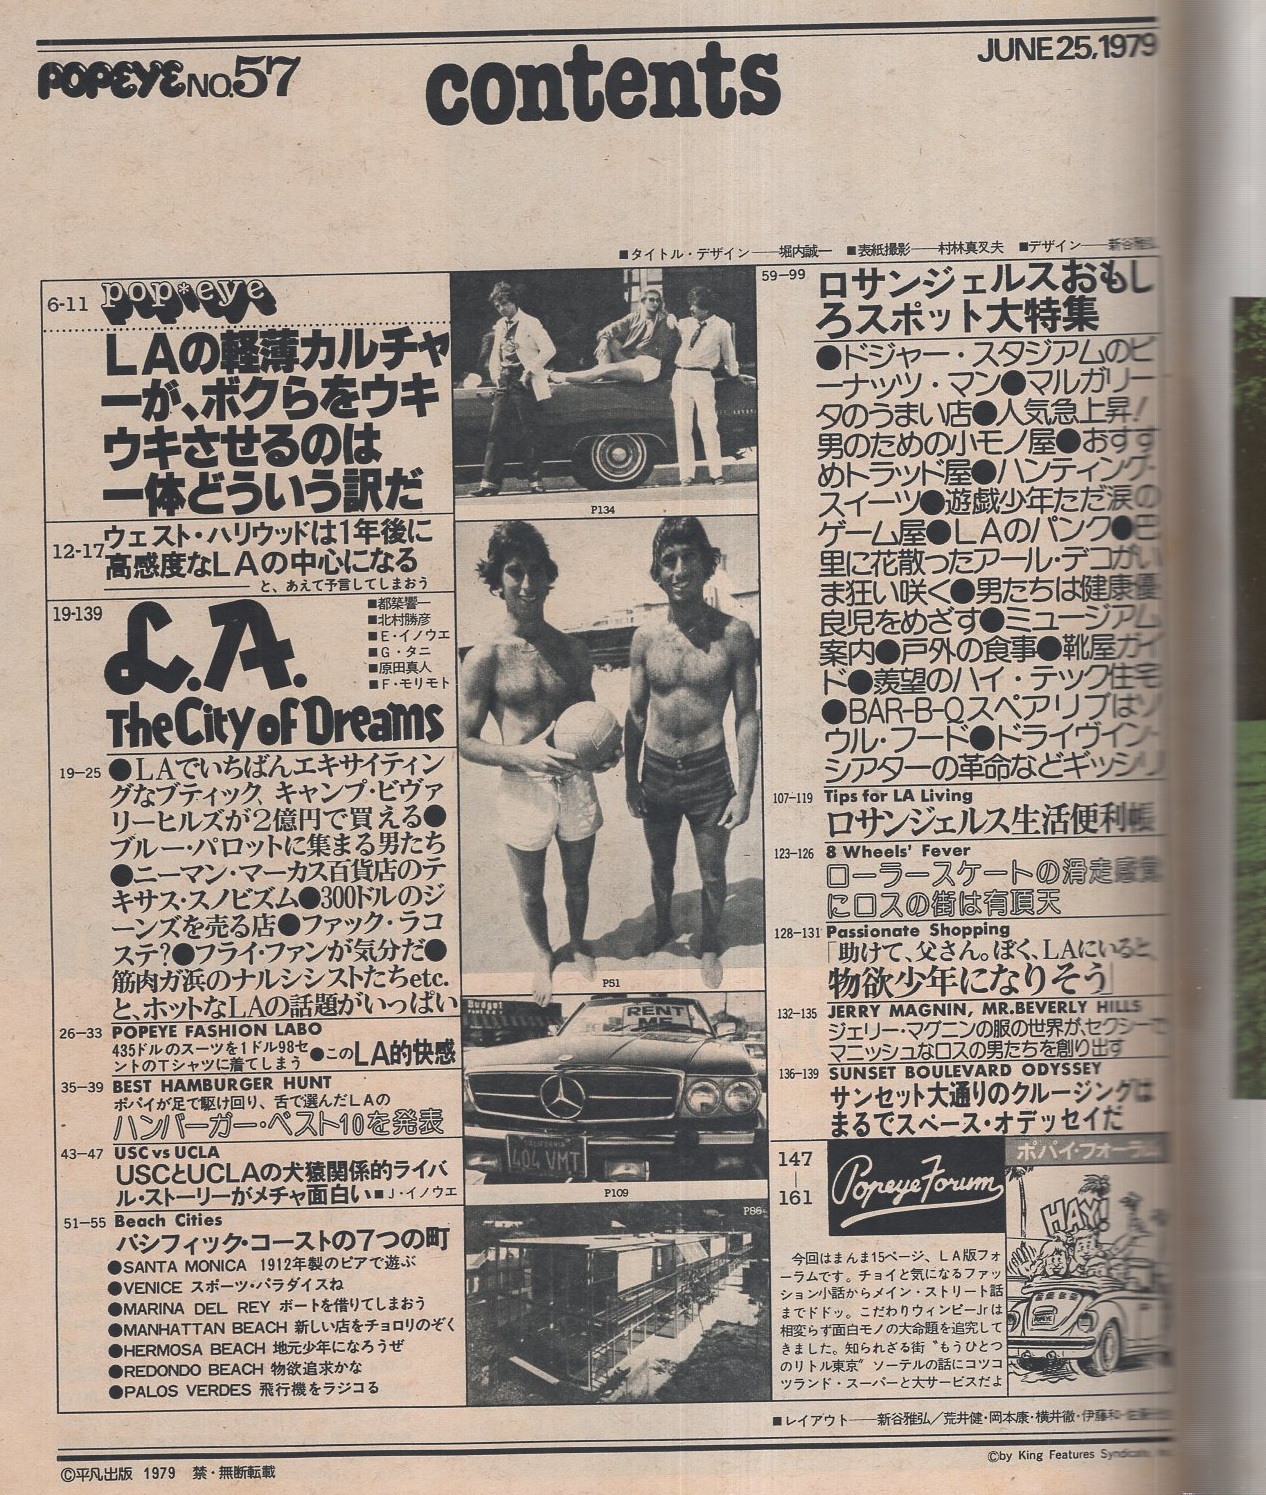 POPEYE NO.57
contents
JUNE 25, 1979
■タイトル・デザイン——堀内誠一 ■表紙撮影——村林真叉夫 ■デザイン——新谷雅弘
6-11
pop*eye
LAの軽薄カルチャ
ーが、ボクらをウキ
ウキさせるのは
一体どういう訳だ
12-17
ウェスト・ハリウッドは1年後に
高感度なLAの中心になる
と、あえて予言してしまおう
19-139
L.A.
The City of Dreams
■都築響一
■北村勝彦
■E・イノウエ
■G・タニ
■原田真人
■F・モリモト
19-25
●LAでいちばんエキサイティン
グなブティック、キャンプ・ビヴァ
リーヒルズが2億円で買える●
ブルー・パロットに集まる男たち
●ニーマン・マーカス百貨店のテ
キサス・スノビズム●300ドルのジ
ーンズを売る店●ファック・ラコ
ステ?●フライ・ファンが気分だ●
筋肉ガ浜のナルシシストたちetc.
と、ホットなLAの話題がいっぱい
26-33
POPEYE FASHION LABO
435ドルのスーツを1ドル98セ
ントのTシャツに着てしまう
●このLA的快感
35-39
BEST HAMBURGER HUNT
ポパイが足で駆け回り、舌で選んだLAの
ハンバーガー・ベスト10を発表
43-47
USC vs UCLA
USCとUCLAの犬猿関係的ライバ
ル・ストーリーがメチャ面白い■J・イノウエ
51-55
Beach Cities
パシフィック・コーストの7つの町
●SANTA MONICA 1912年製のピアで遊ぶ
●VENICE スポーツ・パラダイスね
●MARINA DEL REY ボートを借りてしまおう
●MANHATTAN BEACH 新しい店をチョロリのぞく
●HERMOSA BEACH 地元少年になろうぜ
●REDONDO BEACH 物欲追求かな
●PALOS VERDES 飛行機をラジコる
P134
P51
Budget
RENT ME
CALIFORNIA
404 VMT
P109
P86
59-99
ロサンジェルスおもし
ろスポット大特集
●ドジャー・スタジアムのピ
ーナッツ・マン●マルガリー
タのうまい店●人気急上昇!
男のための小モノ屋●おすす
めトラッド屋●ハンティング・
スイーツ●遊戯少年ただ涙の
ゲーム屋●LAのパンク●巴
里に花散ったアール・デコがい
ま狂い咲く●男たちは健康優
良児をめざす●ミュージアム
案内●戸外の食事●靴屋ガイ
ド●羨望のハイ・テック住宅
●BAR-B-Qスペアリブはソ
ウル・フード●ドライヴイン・
シアターの革命などギッシリ
107-119
Tips for LA Living
ロサンジェルス生活便利帳
123-126
8 Wheels' Fever
ローラースケートの滑走感覚
にロスの街は有頂天
128-131
Passionate Shopping
「助けて、父さん。ぼく、LAにいると、
物欲少年になりそう」
132-135
JERRY MAGNIN, MR.BEVERLY HILLS
ジェリー・マグニンの服の世界が、セクシーで
マニッシュなロスの男たちを創り出す
136-139
SUNSET BOULEVARD ODYSSEY
サンセット大通りのクルージングは
まるでスペース・オデッセイだ
147
|
161
Popeye Forum
ポパイ・フォーラム
HAY!
POPEYE
今回はまんま15ページ、LA版フォ
ーラムです。チョイと気になるファッ
ション小話からメイン・ストリート話
までドドッ。こだわりウィンピーJrは
相変らず面白モノの大命題を追究して
きました。知られざる街〝もうひとつ
のリトル東京〟ソーテルの話にコツコ
ツランド・スーパーと大サービスだよ
■レイアウト——新谷雅弘／荒井健・岡本康・横井徹・伊藤和・
©by King Features Syndicate,
©平凡出版 1979 禁・無断転載